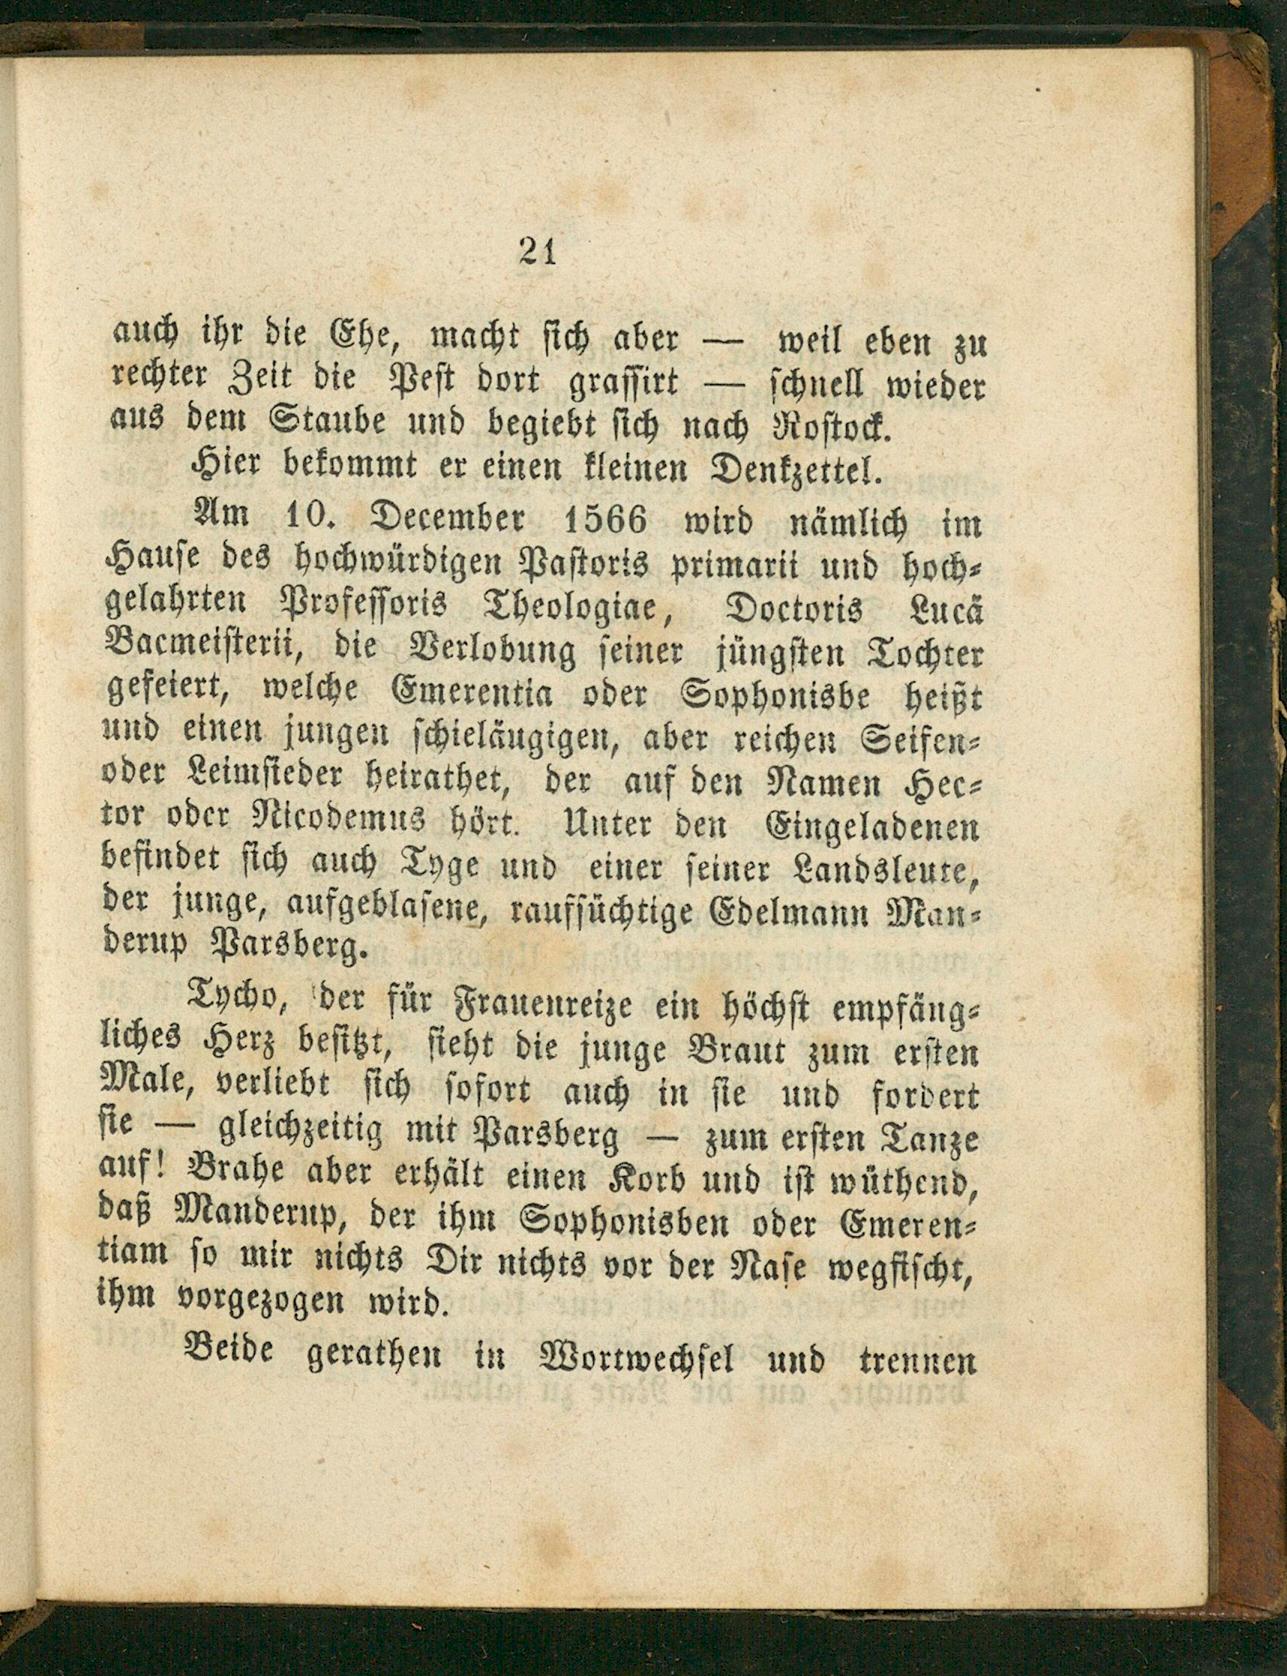 21
auch ihr die Ehe, macht sich aber — weil eben zu
rechter Zeit die Pest dort grassirt — schnell wieder
aus dem Staube und begiebt sich nach Rostock.
Hier bekommt er einen kleinen Denkzettel.
Am 10. December 1566 wird nämlich im
Hause des hochwürdigen Pastoris primarii und hoch-
gelahrten Professoris Theologiae, Doctoris Lucä
Bacmeisterii, die Verlobung seiner jüngsten Tochter
gefeiert, welche Emerentia oder Sophonisbe heißt
und einen jungen schieläugigen, aber reichen Seifen-
oder Leimsieder heirathet, der auf den Namen Hec-
tor oder Nicodemus hört. Unter den Eingeladenen
befindet sich auch Tyge und einer seiner Landsleute,
der junge, aufgeblasene, raufsüchtige Edelmann Man-
derup Parsberg.
Tycho, der für Frauenreize ein höchst empfäng-
liches Herz besitzt, sieht die junge Braut zum ersten
Male, verliebt sich sofort auch in sie und fordert
sie — gleichzeitig mit Parsberg — zum ersten Tanze
auf! Brahe aber erhält einen Korb und ist wüthend,
daß Manderup, der ihm Sophonisben oder Emeren-
tiam so mir nichts Dir nichts vor der Nase wegfischt,
ihm vorgezogen wird.
Beide gerathen in Wortwechsel und trennen